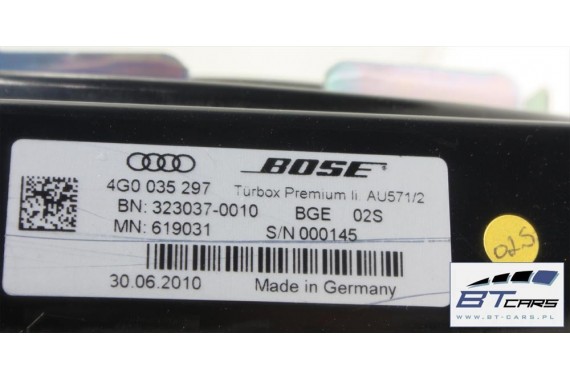 BOSE
4G0 035 297 Türbox Premium Ii AU571/2
BN: 323037-0010 BGE 02S
MN: 619031 S/N 000145
30.06.2010 Made in Germany
02S
BT CARS
WWW.BT-CARS.PL